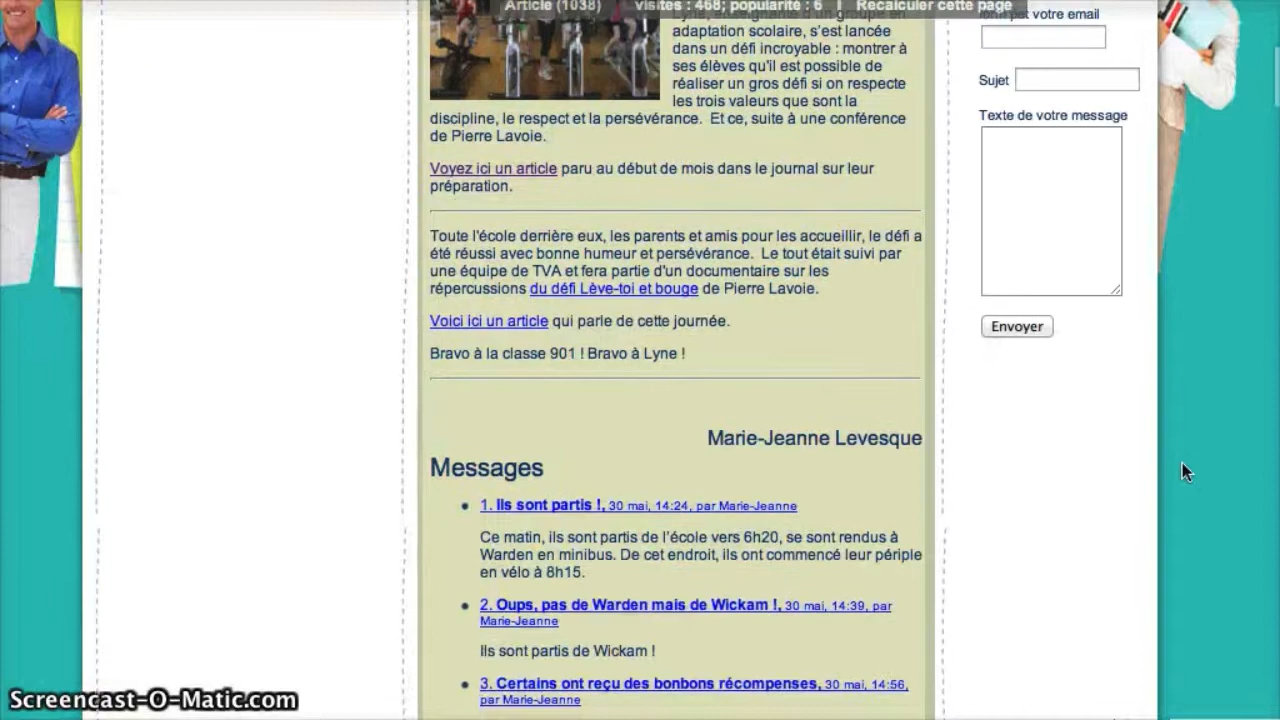 Article (1038) visites : 468; popularité : 6 | Recalculer cette page
Lyne, enseignante d'un groupe en
adaptation scolaire, s'est lancée
dans un défi incroyable : montrer à
ses élèves qu'il est possible de
réaliser un gros défi si on respecte
les trois valeurs que sont la
discipline, le respect et la persévérance. Et ce, suite à une conférence
de Pierre Lavoie.
Voyez ici un article paru au début de mois dans le journal sur leur
préparation.
Toute l'école derrière eux, les parents et amis pour les accueillir, le défi a
été réussi avec bonne humeur et persévérance. Le tout était suivi par
une équipe de TVA et fera partie d'un documentaire sur les
répercussions du défi Lève-toi et bouge de Pierre Lavoie.
Voici ici un article qui parle de cette journée.
Bravo à la classe 901 ! Bravo à Lyne !
Marie-Jeanne Levesque
Messages
1. Ils sont partis !, 30 mai, 14:24, par Marie-Jeanne
Ce matin, ils sont partis de l'école vers 6h20, se sont rendus à
Warden en minibus. De cet endroit, ils ont commencé leur périple
en vélo à 8h15.
2. Oups, pas de Warden mais de Wickam !, 30 mai, 14:39, par
Marie-Jeanne
Ils sont partis de Wickam !
3. Certains ont reçu des bonbons récompenses, 30 mai, 14:56,
par Marie-Jeanne
votre email
Sujet
Texte de votre message
Envoyer
Screencast-O-Matic.com